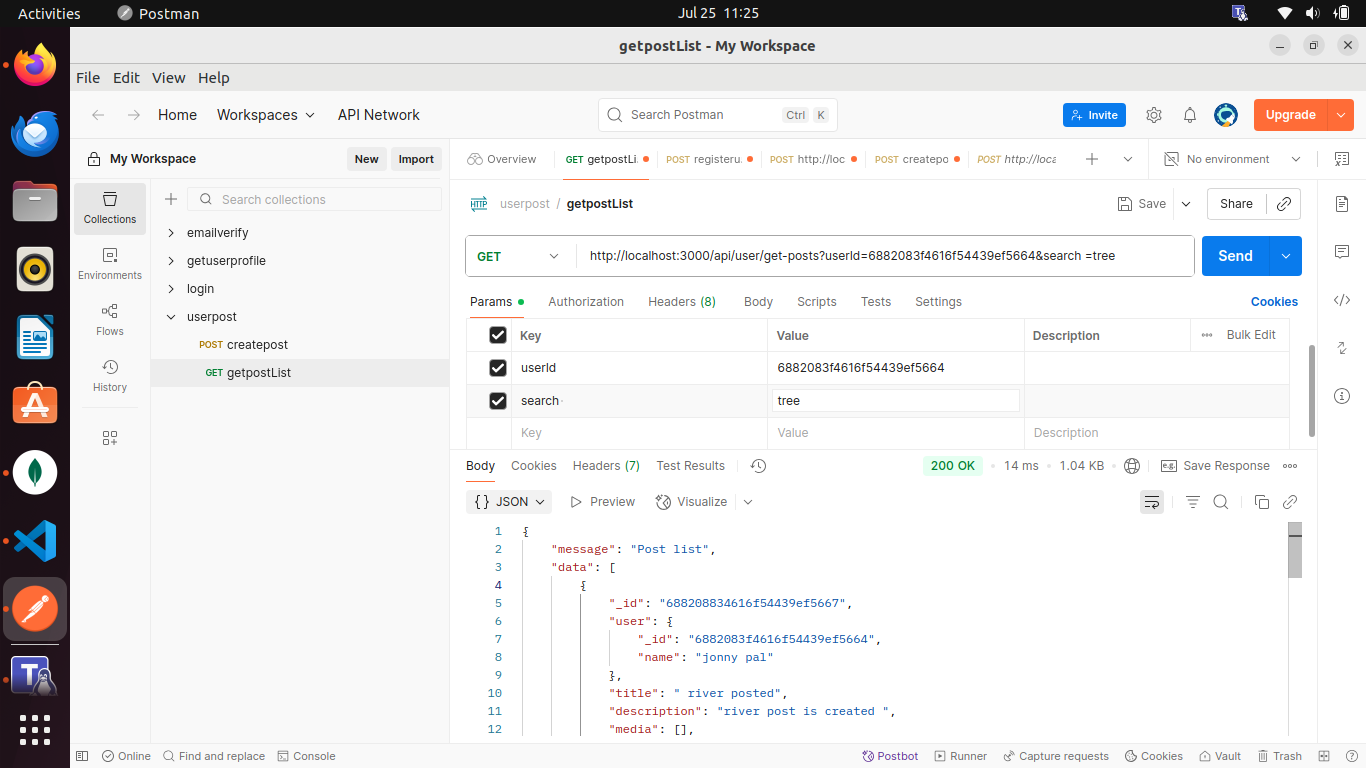 Activities Postman Jul 25 11:25
getpostList - My Workspace
File Edit View Help
Home Workspaces API Network Search Postman Ctrl K Invite Upgrade
My Workspace New Import Overview GET getpostLi. POST registeru. POST http://loc POST createpo POST http://loca No environment
Collections
Environments
Flows
History
Search collections
emailverify
getuserprofile
login
userpost
POST createpost
GET getpostList
HTTP userpost / getpostList Save Share
GET http://localhost:3000/api/user/get-posts?userId=6882083f4616f54439ef5664&search =tree Send
Params Authorization Headers (8) Body Scripts Tests Settings Cookies
Key Value Description Bulk Edit
userId 6882083f4616f54439ef5664
search tree
Key Value Description
Body Cookies Headers (7) Test Results 200 OK 14 ms 1.04 KB e.g. Save Response
{} JSON Preview Visualize
1 {
2 "message": "Post list",
3 "data": [
4 {
5 "_id": "688208834616f54439ef5667",
6 "user": {
7 "_id": "6882083f4616f54439ef5664",
8 "name": "jonny pal"
9 },
10 "title": " river posted",
11 "description": "river post is created ",
12 "media": [],
Online Find and replace Console Postbot Runner Capture requests Cookies Vault Trash